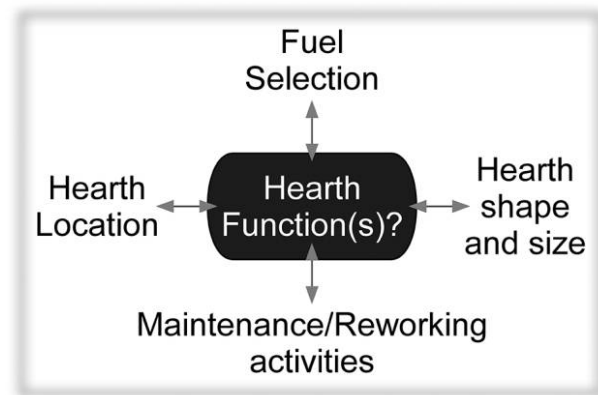 Fuel
Selection
Hearth
Location
Hearth
Function(s)?
Hearth
shape
and size
Maintenance/Reworking
activities